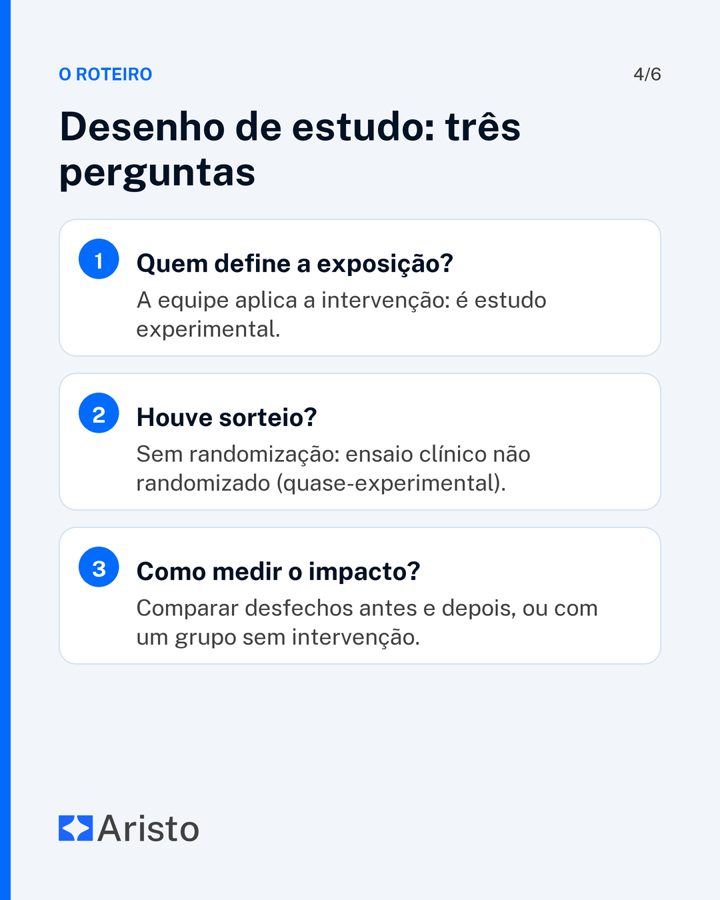 O ROTEIRO
4/6
Desenho de estudo: três
perguntas
1
Quem define a exposição?
A equipe aplica a intervenção: é estudo
experimental.
2
Houve sorteio?
Sem randomização: ensaio clínico não
randomizado (quase-experimental).
3
Como medir o impacto?
Comparar desfechos antes e depois, ou com
um grupo sem intervenção.
Aristo